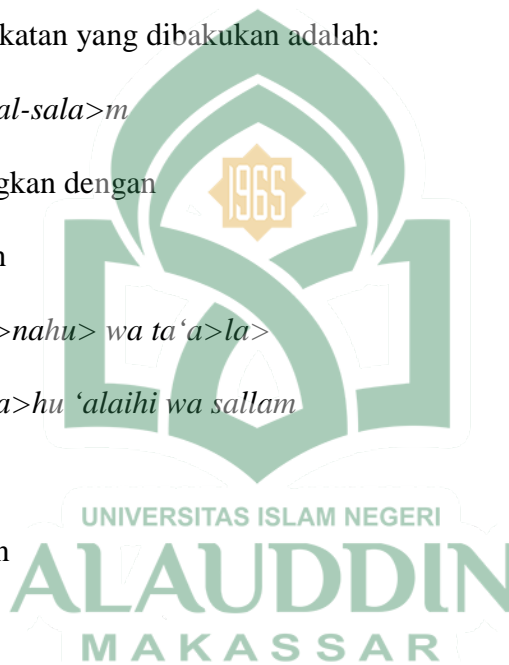 katan yang dibakukan adalah:
al-sala>m
gkan dengan
1965
>nahu> wa ta‘a>la>
a>hu ‘alaihi wa sallam
UNIVERSITAS ISLAM NEGERI
ALAUDDIN
MAKASSAR